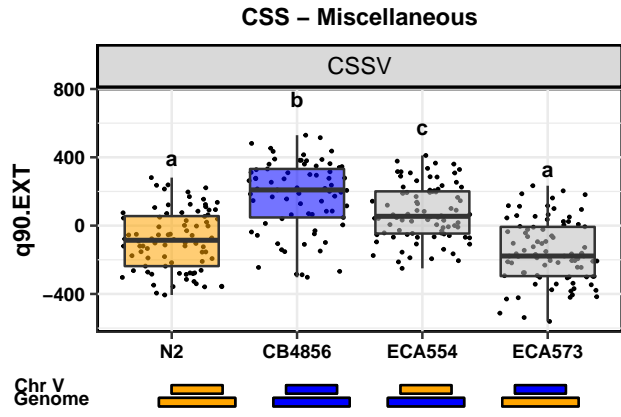 CSS – Miscellaneous
CSSV
q90.EXT
800
400
0
−400
a
b
c
a
N2 CB4856 ECA554 ECA573
Chr V
Genome